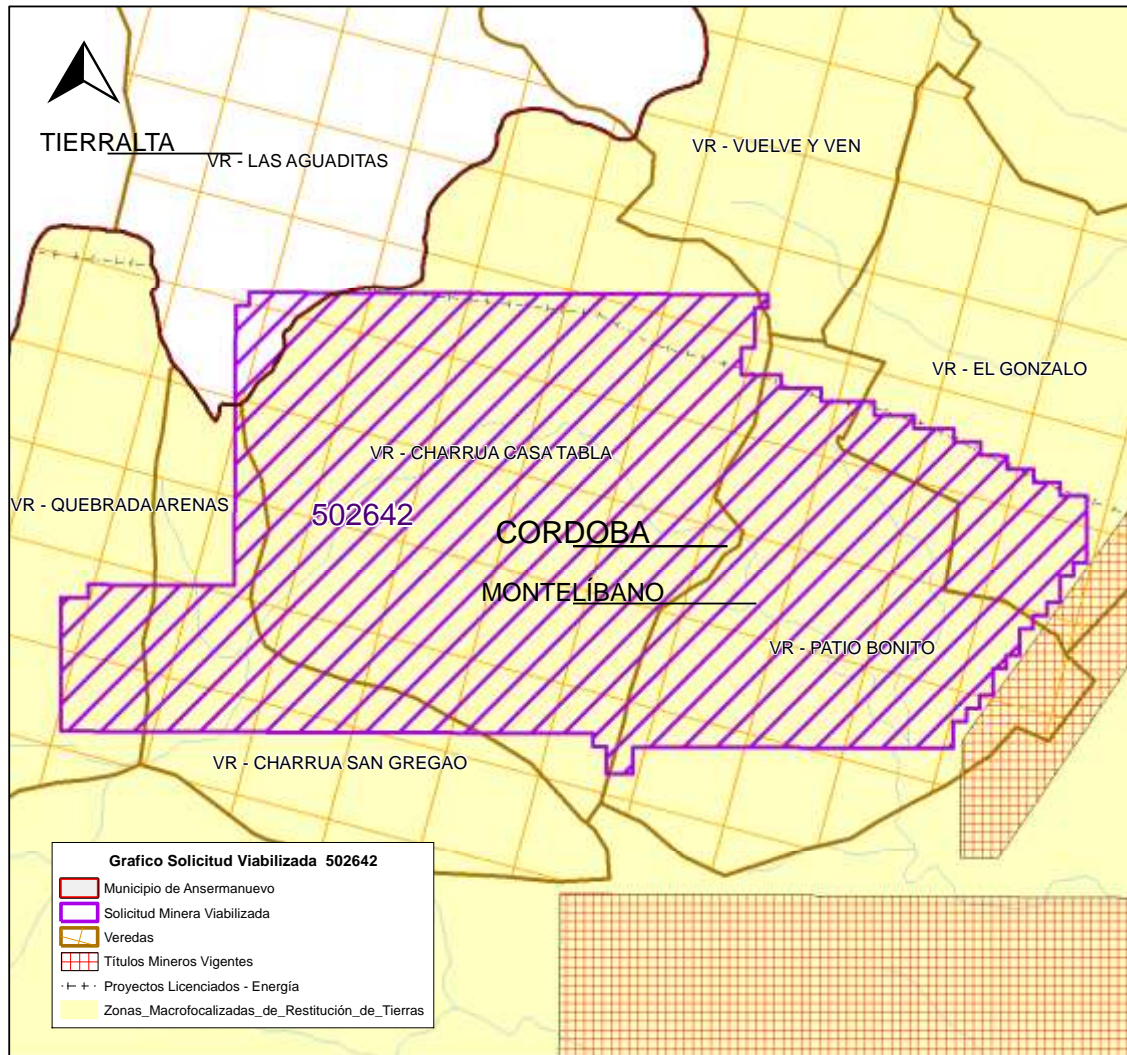 TIERRALTA
VR - LAS AGUADITAS
VR - VUELVE Y VEN
VR - EL GONZALO
VR - CHARRUA CASA TABLA
VR - QUEBRADA ARENAS
502642
CORDOBA
MONTELÍBANO
VR - PATIO BONITO
VR - CHARRUA SAN GREGAO
Grafico Solicitud Viabilizada 502642
Municipio de Ansermanuevo
Solicitud Minera Viabilizada
Veredas
Títulos Mineros Vigentes
Proyectos Licenciados - Energía
Zonas_Macrofocalizadas_de_Restitución_de_Tierras